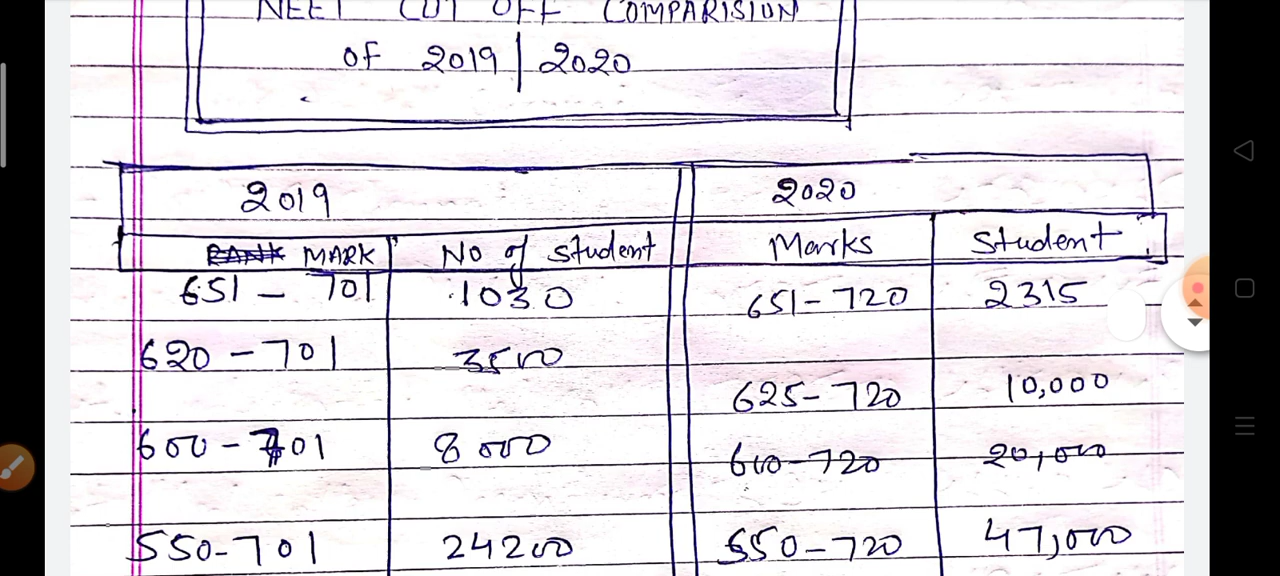 NEET CUT OFF COMPARISION
of 2019 | 2020
2019 2020
MARK No of student Marks Student
651 - 701 1030 651-720 2315
620 - 701 3500
625-720 10,000
600 - 701 8000 600-720 20,000
550-701 24200 550-720 47,000